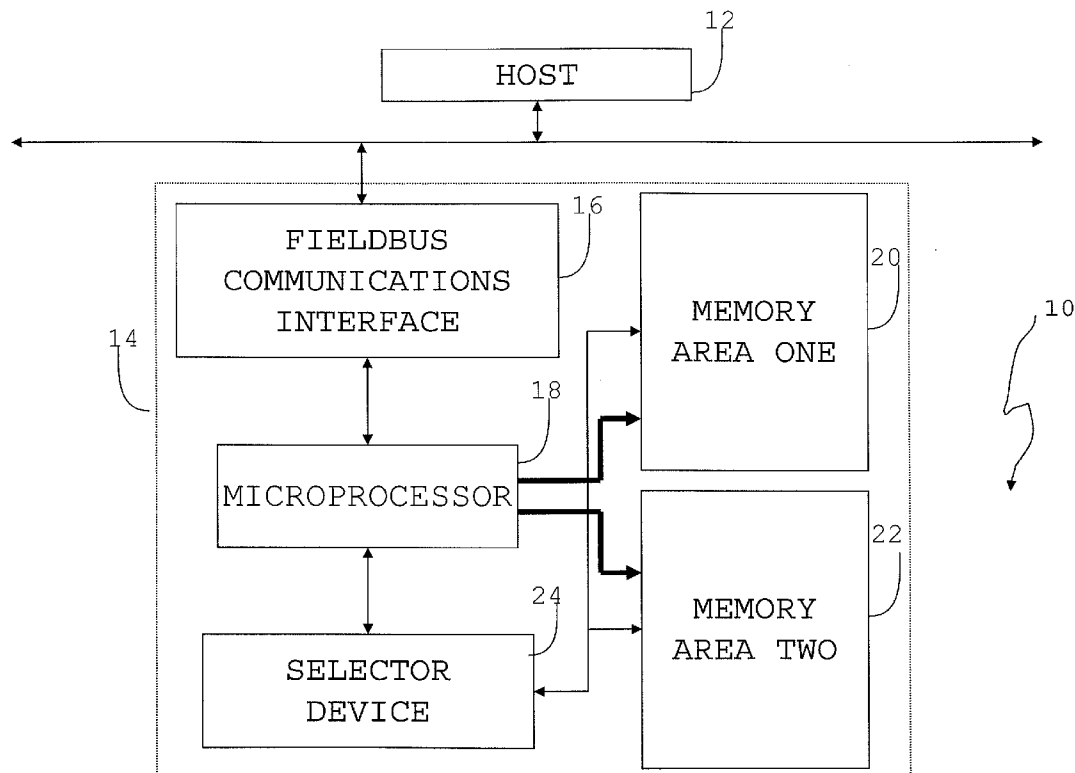 12
HOST
16
FIELDBUS
COMMUNICATIONS
INTERFACE
20
MEMORY
AREA ONE
10
14
18
MICROPROCESSOR
22
MEMORY
AREA TWO
24
SELECTOR
DEVICE